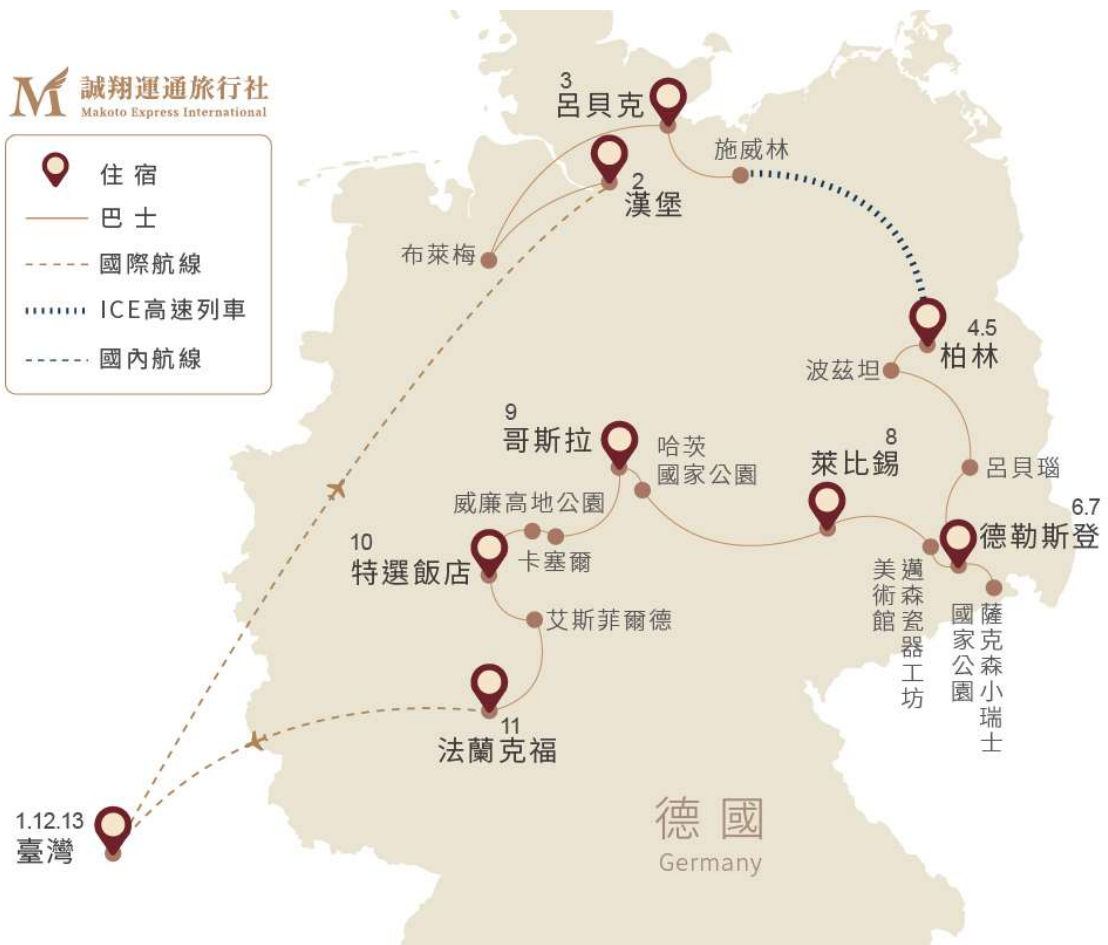 誠翔運通旅行社
Makoto Express International
住宿
巴士
國際航線
ICE高速列車
國內航線
3
呂貝克
施威林
2
漢堡
布萊梅
4.5
柏林
波茲坦
9
哥斯拉
哈茨
國家公園
8
萊比錫
呂貝瑙
威廉高地公園
6.7
德勒斯登
10
特選飯店
卡塞爾
邁森瓷器工坊
美術館
薩克森小瑞士
國家公園
艾斯菲爾德
11
法蘭克福
1.12.13
臺灣
德國
Germany